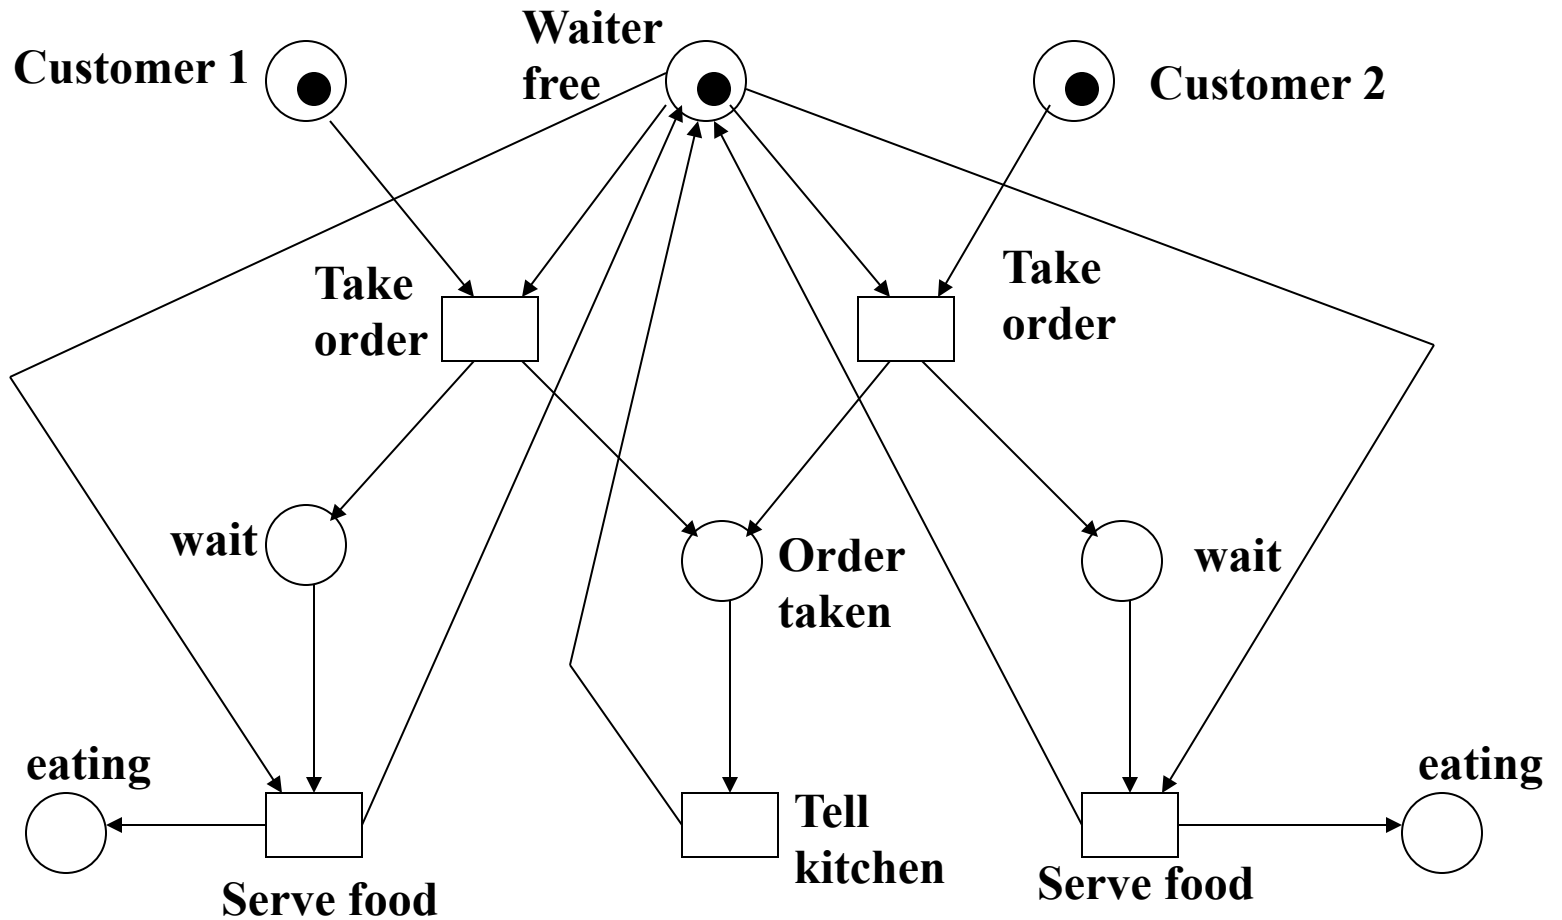 Customer 1
Waiter
free
Customer 2
Take
order
Take
order
wait
Order
taken
wait
eating
Serve food
Tell
kitchen
Serve food
eating